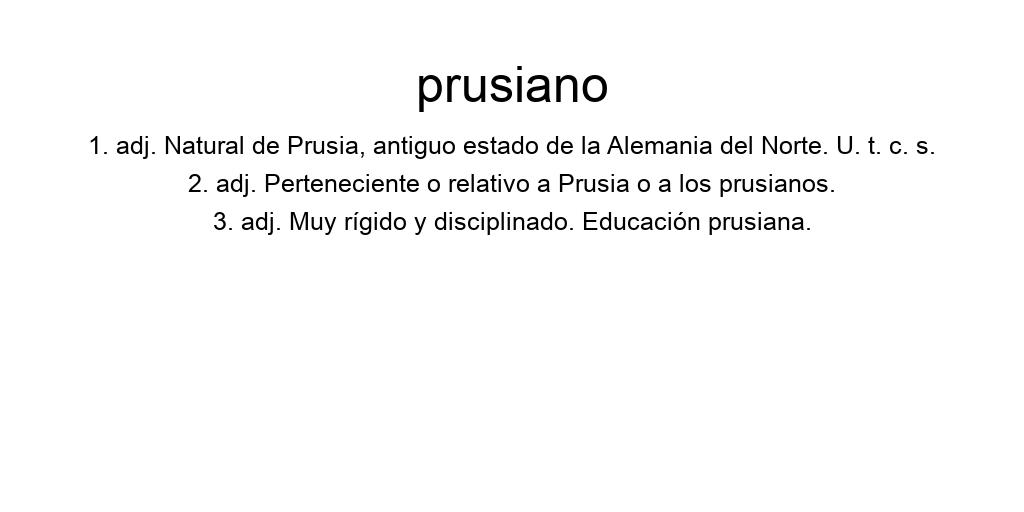 prusiano
1. adj. Natural de Prusia, antiguo estado de la Alemania del Norte. U. t. c. s.
2. adj. Perteneciente o relativo a Prusia o a los prusianos.
3. adj. Muy rígido y disciplinado. Educación prusiana.